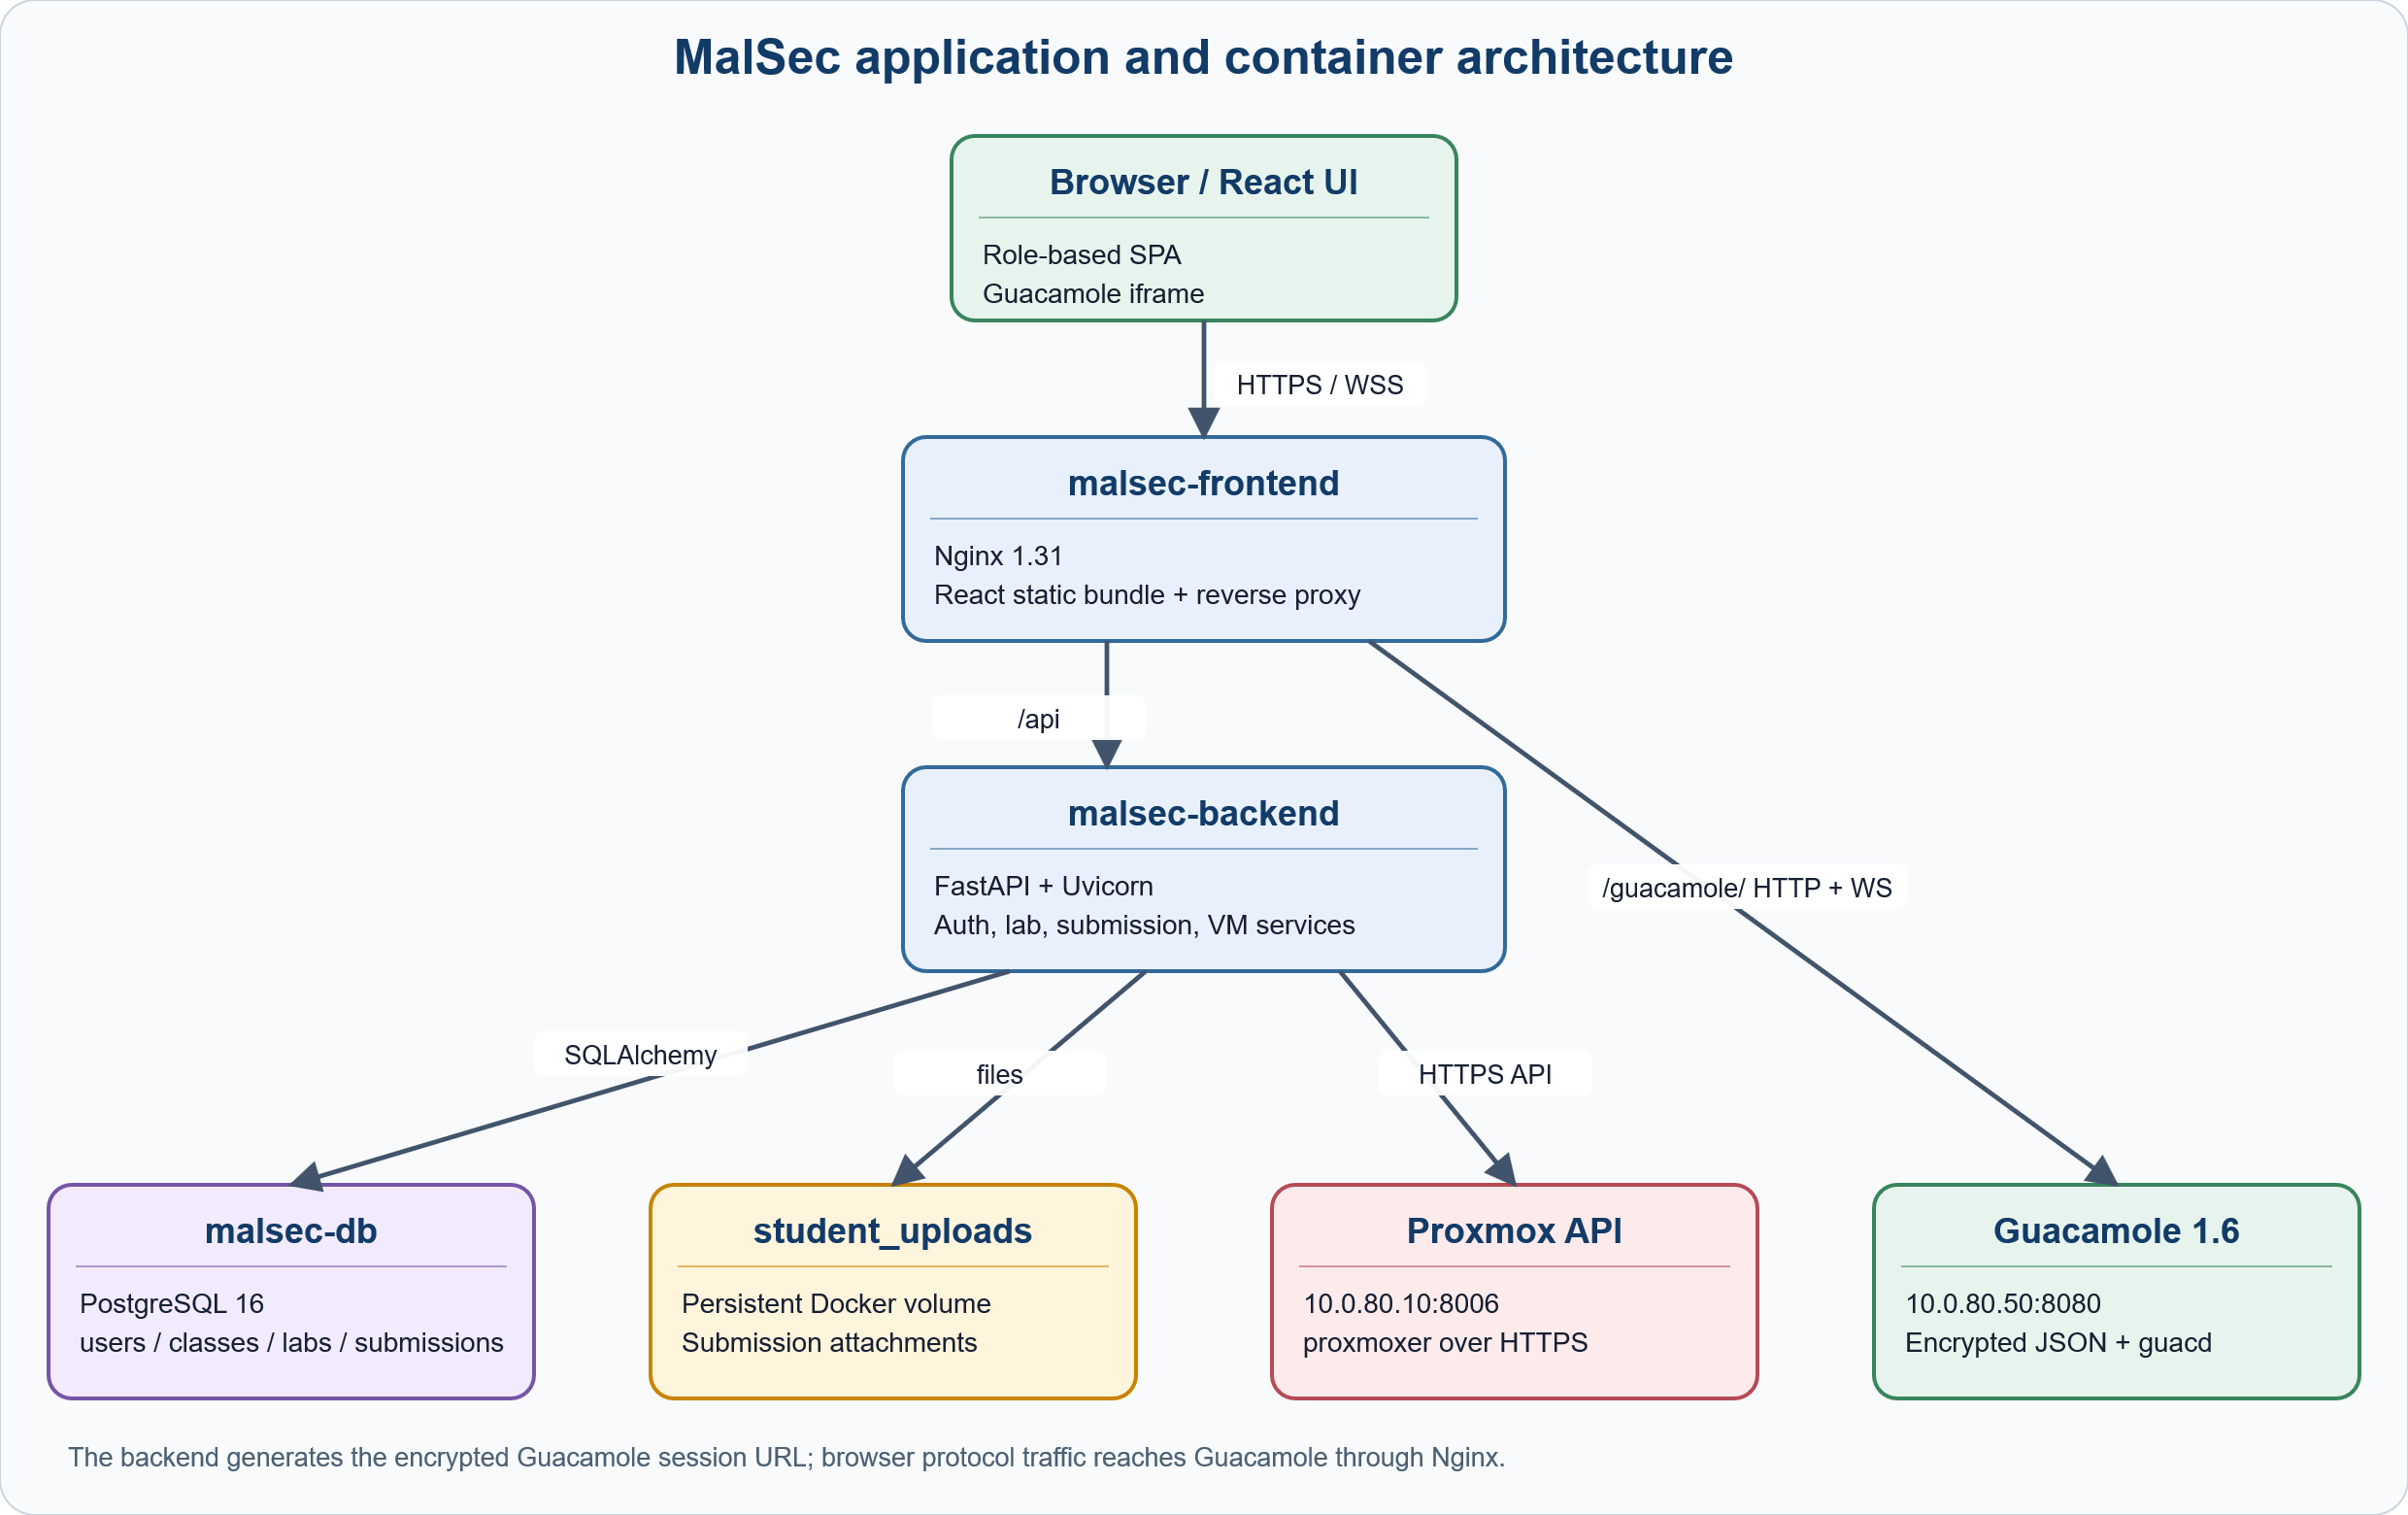 MalSec application and container architecture
Browser / React UI
Role-based SPA
Guacamole iframe
HTTPS / WSS
malsec-frontend
Nginx 1.31
React static bundle + reverse proxy
/api
malsec-backend
FastAPI + Uvicorn
Auth, lab, submission, VM services
/guacamole/ HTTP + WS
SQLAlchemy
files
HTTPS API
malsec-db
PostgreSQL 16
users / classes / labs / submissions
student_uploads
Persistent Docker volume
Submission attachments
Proxmox API
10.0.80.10:8006
proxmoxer over HTTPS
Guacamole 1.6
10.0.80.50:8080
Encrypted JSON + guacd
The backend generates the encrypted Guacamole session URL; browser protocol traffic reaches Guacamole through Nginx.